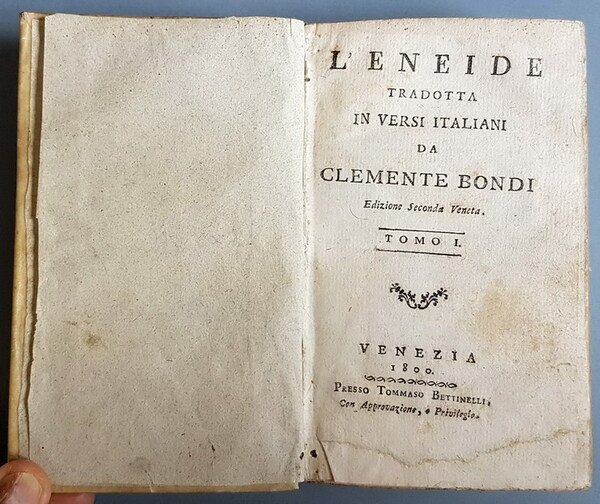 L'ENEIDE
TRADOTTA
IN VERSI ITALIANI
DA
CLEMENTE BONDI
Edizione Seconda Veneta.
TOMO I.
VENEZIA
1800.
PRESSO TOMMASO BETTINELLI,
Con Approvazione, e Privilegio.